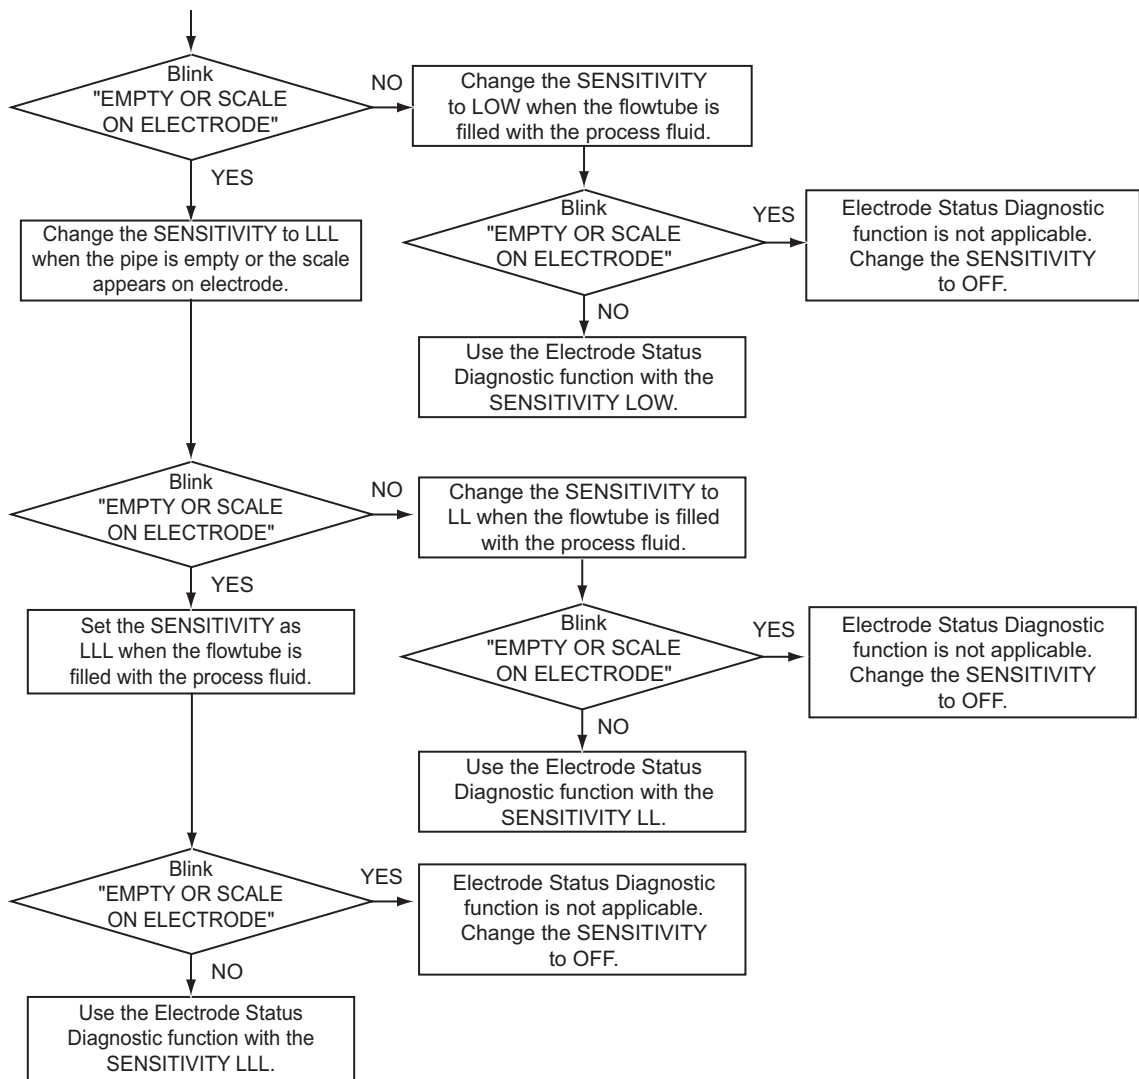 Blink
"EMPTY OR SCALE
ON ELECTRODE"
NO
Change the SENSITIVITY
to LOW when the flowtube is
filled with the process fluid.
YES
Change the SENSITIVITY to LLL
when the pipe is empty or the scale
appears on electrode.
Blink
"EMPTY OR SCALE
ON ELECTRODE"
YES
Electrode Status Diagnostic
function is not applicable.
Change the SENSITIVITY
to OFF.
NO
Use the Electrode Status
Diagnostic function with the
SENSITIVITY LOW.
Blink
"EMPTY OR SCALE
ON ELECTRODE"
NO
Change the SENSITIVITY to
LL when the flowtube is filled
with the process fluid.
YES
Set the SENSITIVITY as
LLL when the flowtube is
filled with the process fluid.
Blink
"EMPTY OR SCALE
ON ELECTRODE"
YES
Electrode Status Diagnostic
function is not applicable.
Change the SENSITIVITY
to OFF.
NO
Use the Electrode Status
Diagnostic function with the
SENSITIVITY LL.
Blink
"EMPTY OR SCALE
ON ELECTRODE"
YES
Electrode Status Diagnostic
function is not applicable.
Change the SENSITIVITY
to OFF.
NO
Use the Electrode Status
Diagnostic function with the
SENSITIVITY LLL.